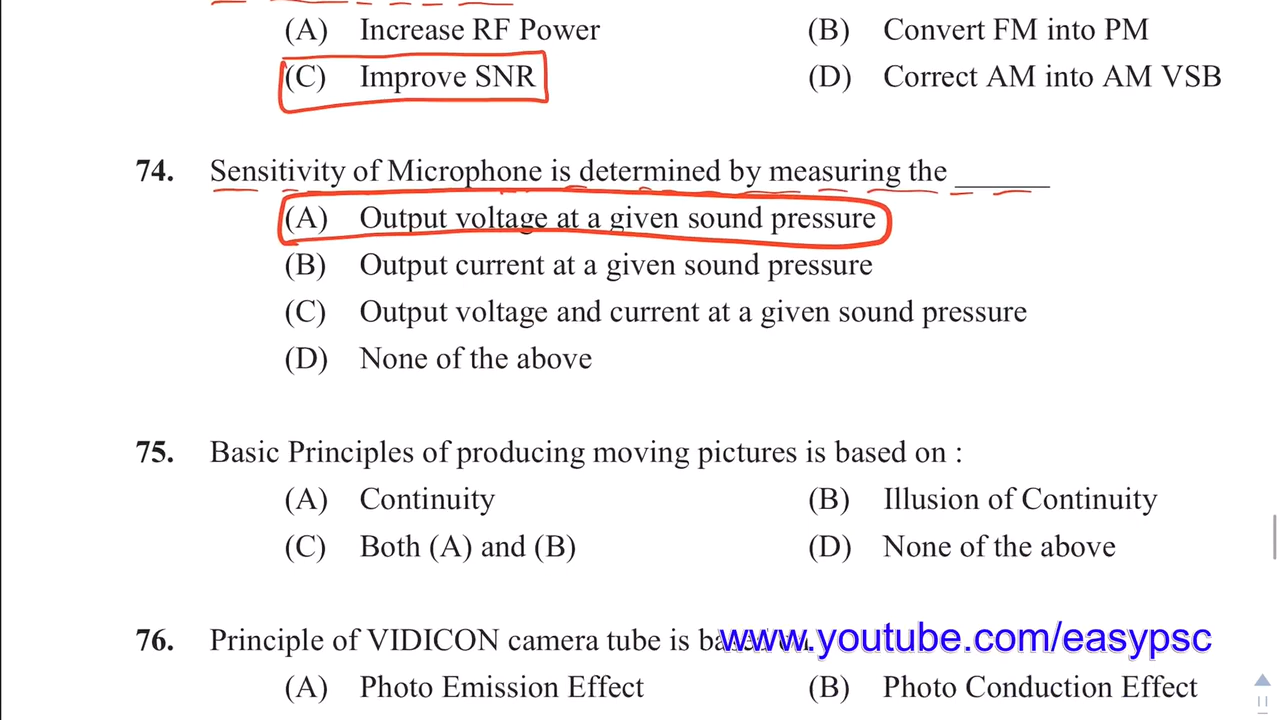 (A) Increase RF Power (B) Convert FM into PM
(C) Improve SNR (D) Correct AM into AM VSB
74. Sensitivity of Microphone is determined by measuring the ______
(A) Output voltage at a given sound pressure
(B) Output current at a given sound pressure
(C) Output voltage and current at a given sound pressure
(D) None of the above
75. Basic Principles of producing moving pictures is based on :
(A) Continuity (B) Illusion of Continuity
(C) Both (A) and (B) (D) None of the above
76. Principle of VIDICON camera tube is based on
www.youtube.com/easypsc
(A) Photo Emission Effect (B) Photo Conduction Effect